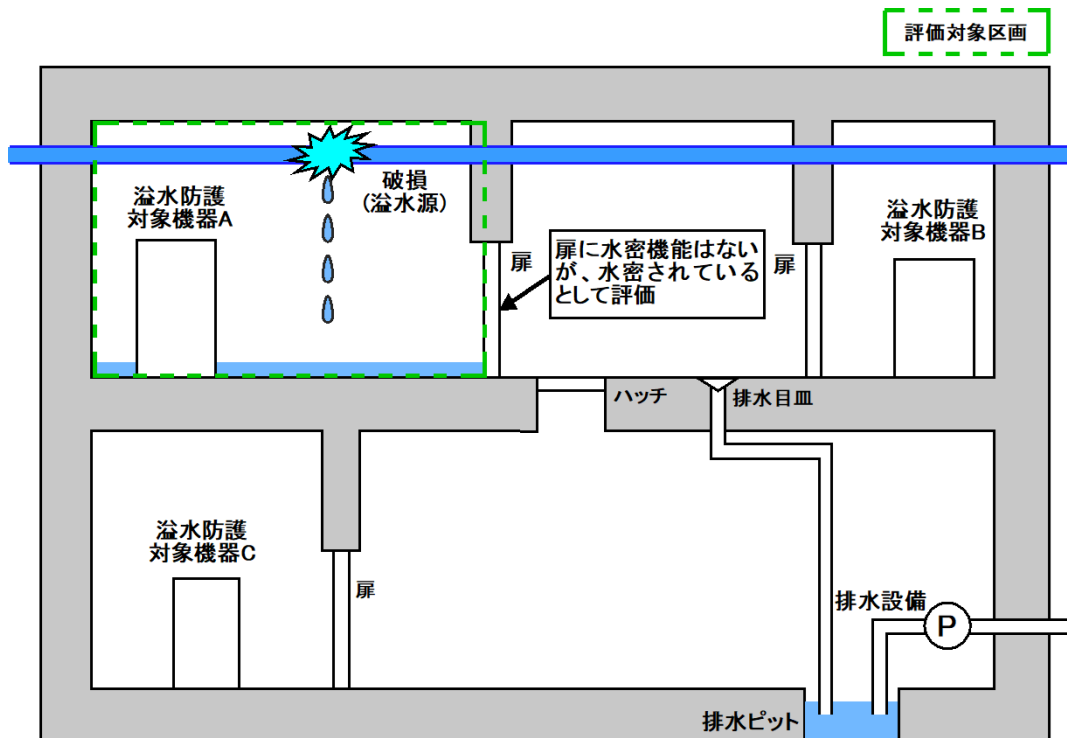 評価対象区画
破損
(溢水源)
溢水防護
対象機器A
溢水防護
対象機器B
扉
扉に水密機能はない
が、水密されている
として評価
扉
ハッチ
排水目皿
溢水防護
対象機器C
扉
排水設備
P
排水ピット